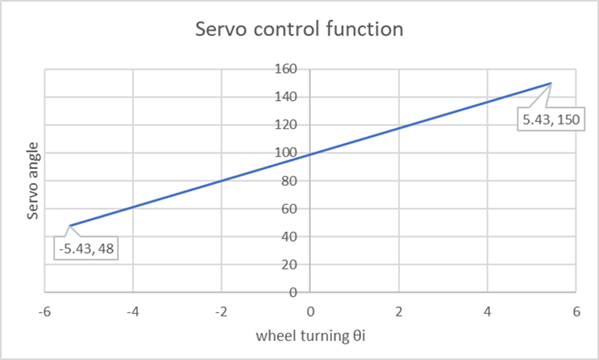 Servo control function
Servo angle
160
140
120
100
80
60
40
20
0
5.43, 150
-5.43, 48
-6 -4 -2 0 2 4 6
wheel turning θi